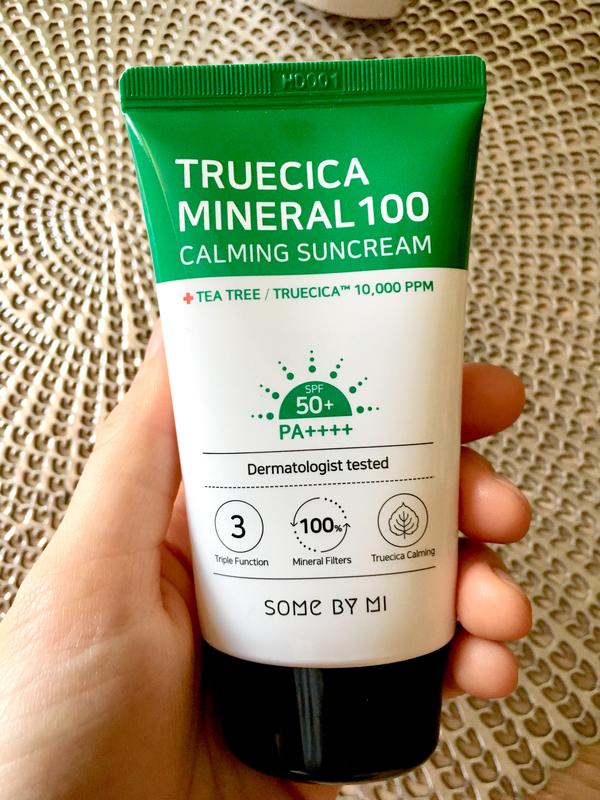 HD001
TRUECICA
MINERAL 100
CALMING SUNCREAM
+ TEA TREE / TRUECICA™ 10,000 PPM
SPF
50+
PA++++
Dermatologist tested
3
Triple Function
100%
Mineral Filters
Truecica Calming
SOME BY MI